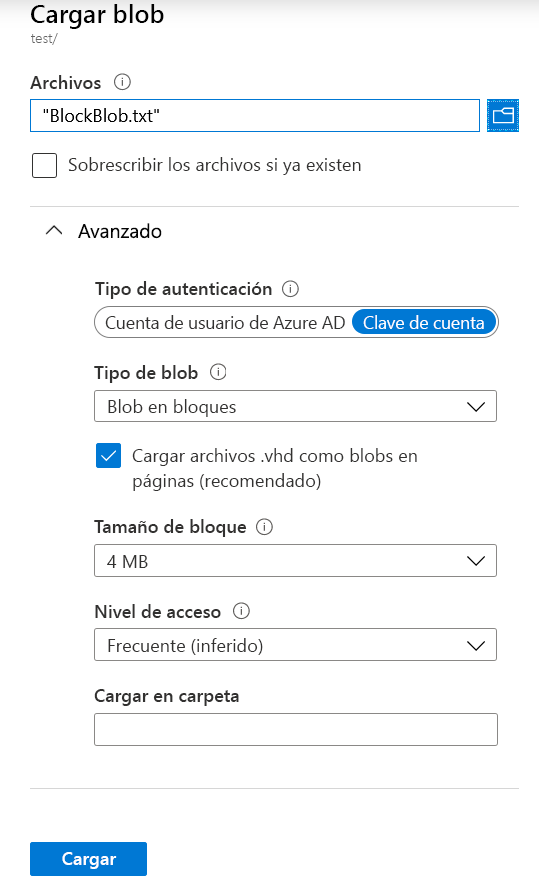 Cargar blob
test/
Archivos
"BlockBlob.txt"
Sobrescribir los archivos si ya existen
Avanzado
Tipo de autenticación
Cuenta de usuario de Azure AD Clave de cuenta
Tipo de blob
Blob en bloques
Cargar archivos .vhd como blobs en
páginas (recomendado)
Tamaño de bloque
4 MB
Nivel de acceso
Frecuente (inferido)
Cargar en carpeta
Cargar